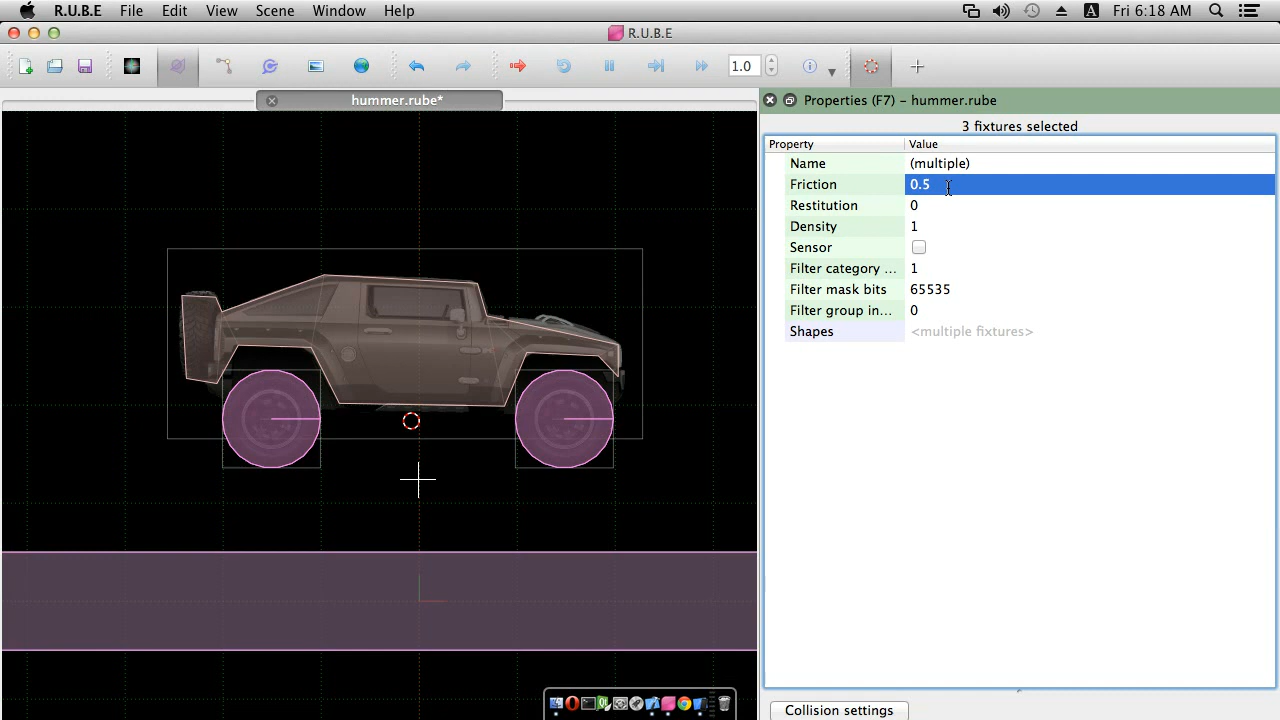 R.U.B.E File Edit View Scene Window Help A Fri 6:18 AM
R.U.B.E
1.0
hummer.rube*
Properties (F7) – hummer.rube
3 fixtures selected
Property Value
Name (multiple)
Friction 0.5
Restitution 0
Density 1
Sensor
Filter category ... 1
Filter mask bits 65535
Filter group in... 0
Shapes <multiple fixtures>
Collision settings